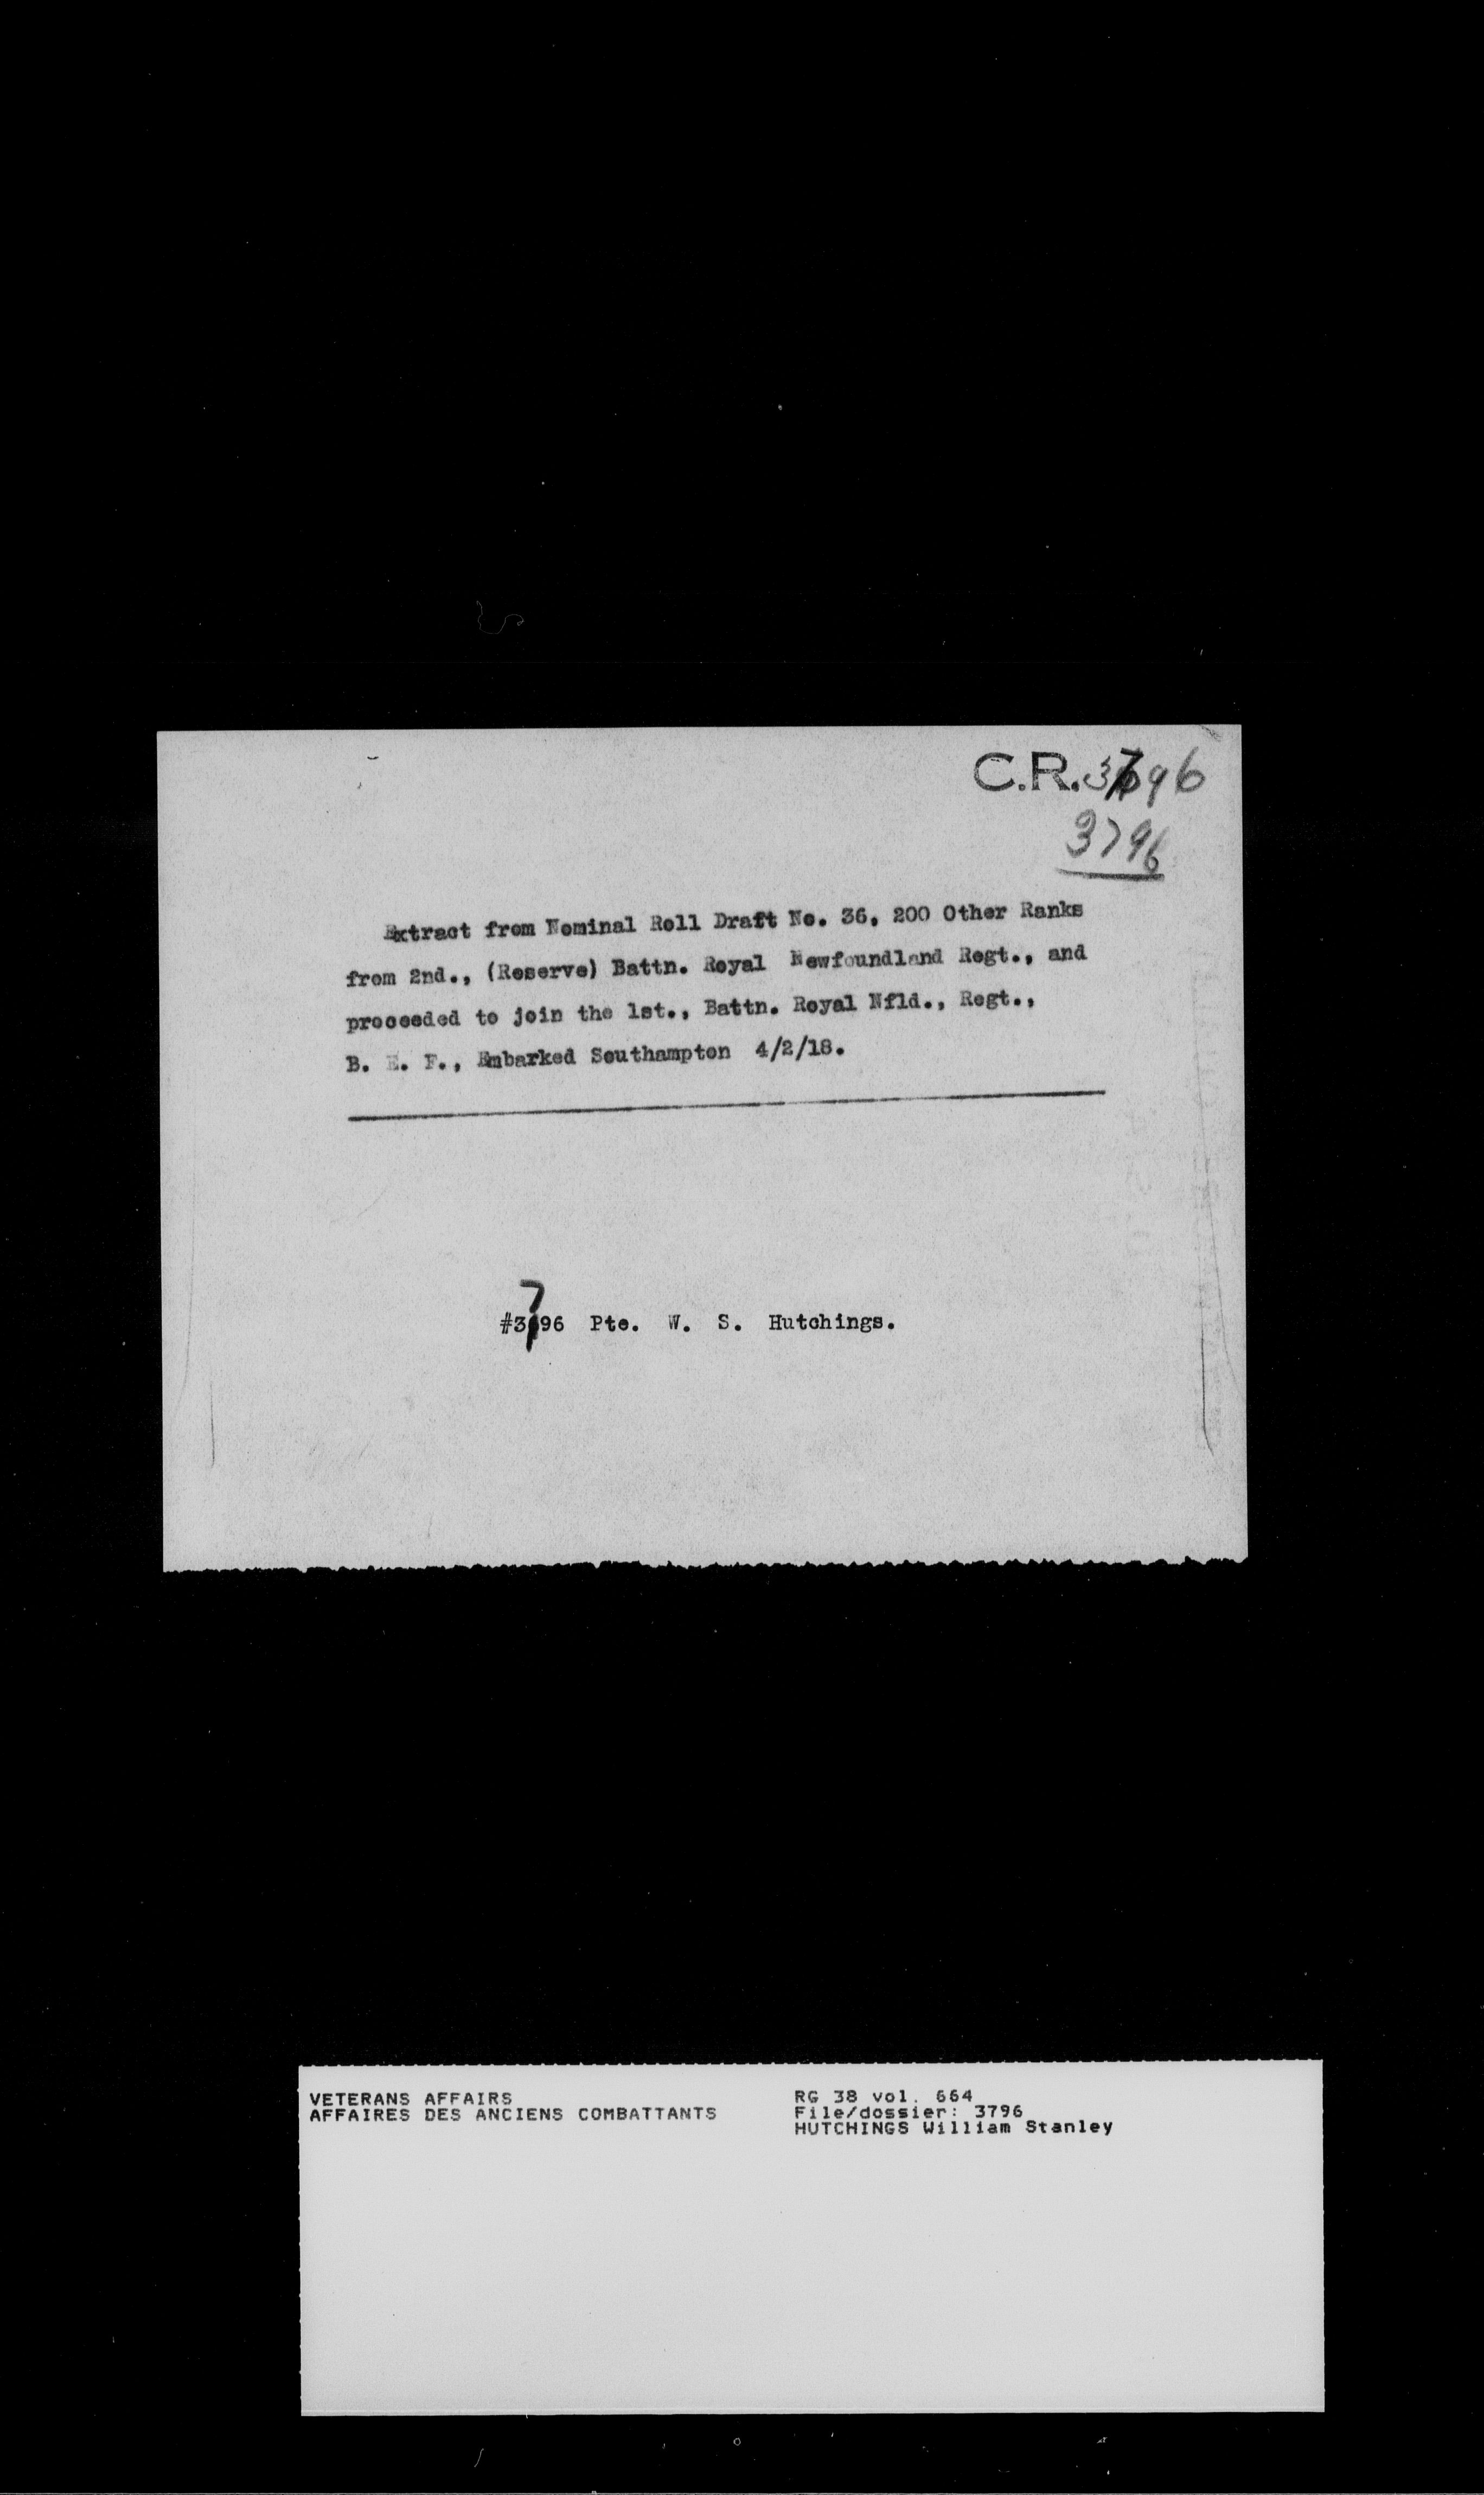 C.R. 3796
3796
Extract from Nominal Roll Draft No. 36, 200 Other Ranks
from 2nd., (Reserve) Battn. Royal Newfoundland Regt., and
proceeded to join the 1st., Battn. Royal Nfld., Regt.,
B. E. F., Embarked Southampton 4/2/18.
#3796 Pte. W. S. Hutchings.
VETERANS AFFAIRS
AFFAIRES DES ANCIENS COMBATTANTS
RG 38 vol. 664
File/dossier: 3796
HUTCHINGS William Stanley